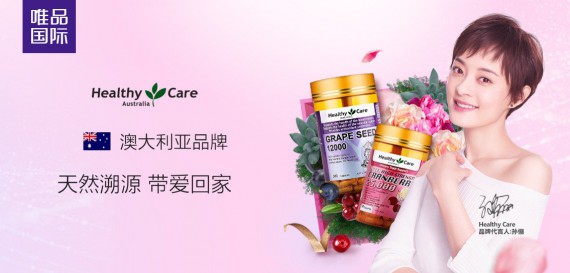 唯品
国际
Healthy Care
Australia
澳大利亚品牌
天然溯源 带爱回家
Healthy Care
GRAPE SEED
12000
Healthy Care
CRANBERRY
Healthy Care
品牌代言人:孙俪